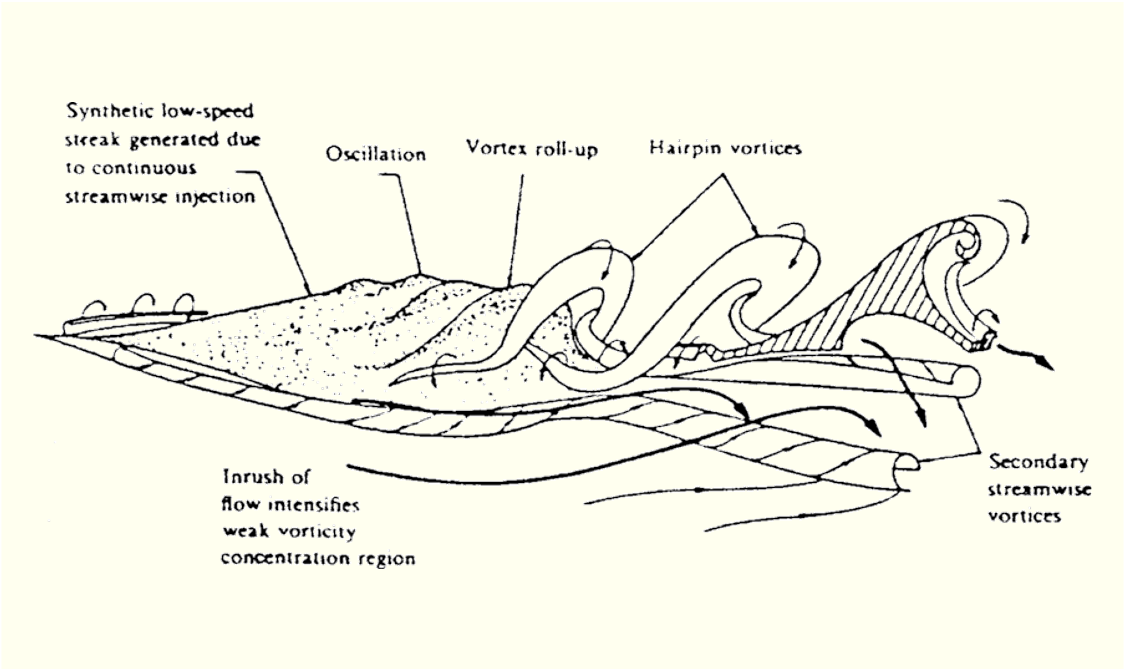 Synthetic low-speed
streak generated due
to continuous
streamwise injection
Oscillation
Vortex roll-up
Hairpin vortices
Inrush of
flow intensifies
weak vorticity
concentration region
Secondary
streamwise
vortices